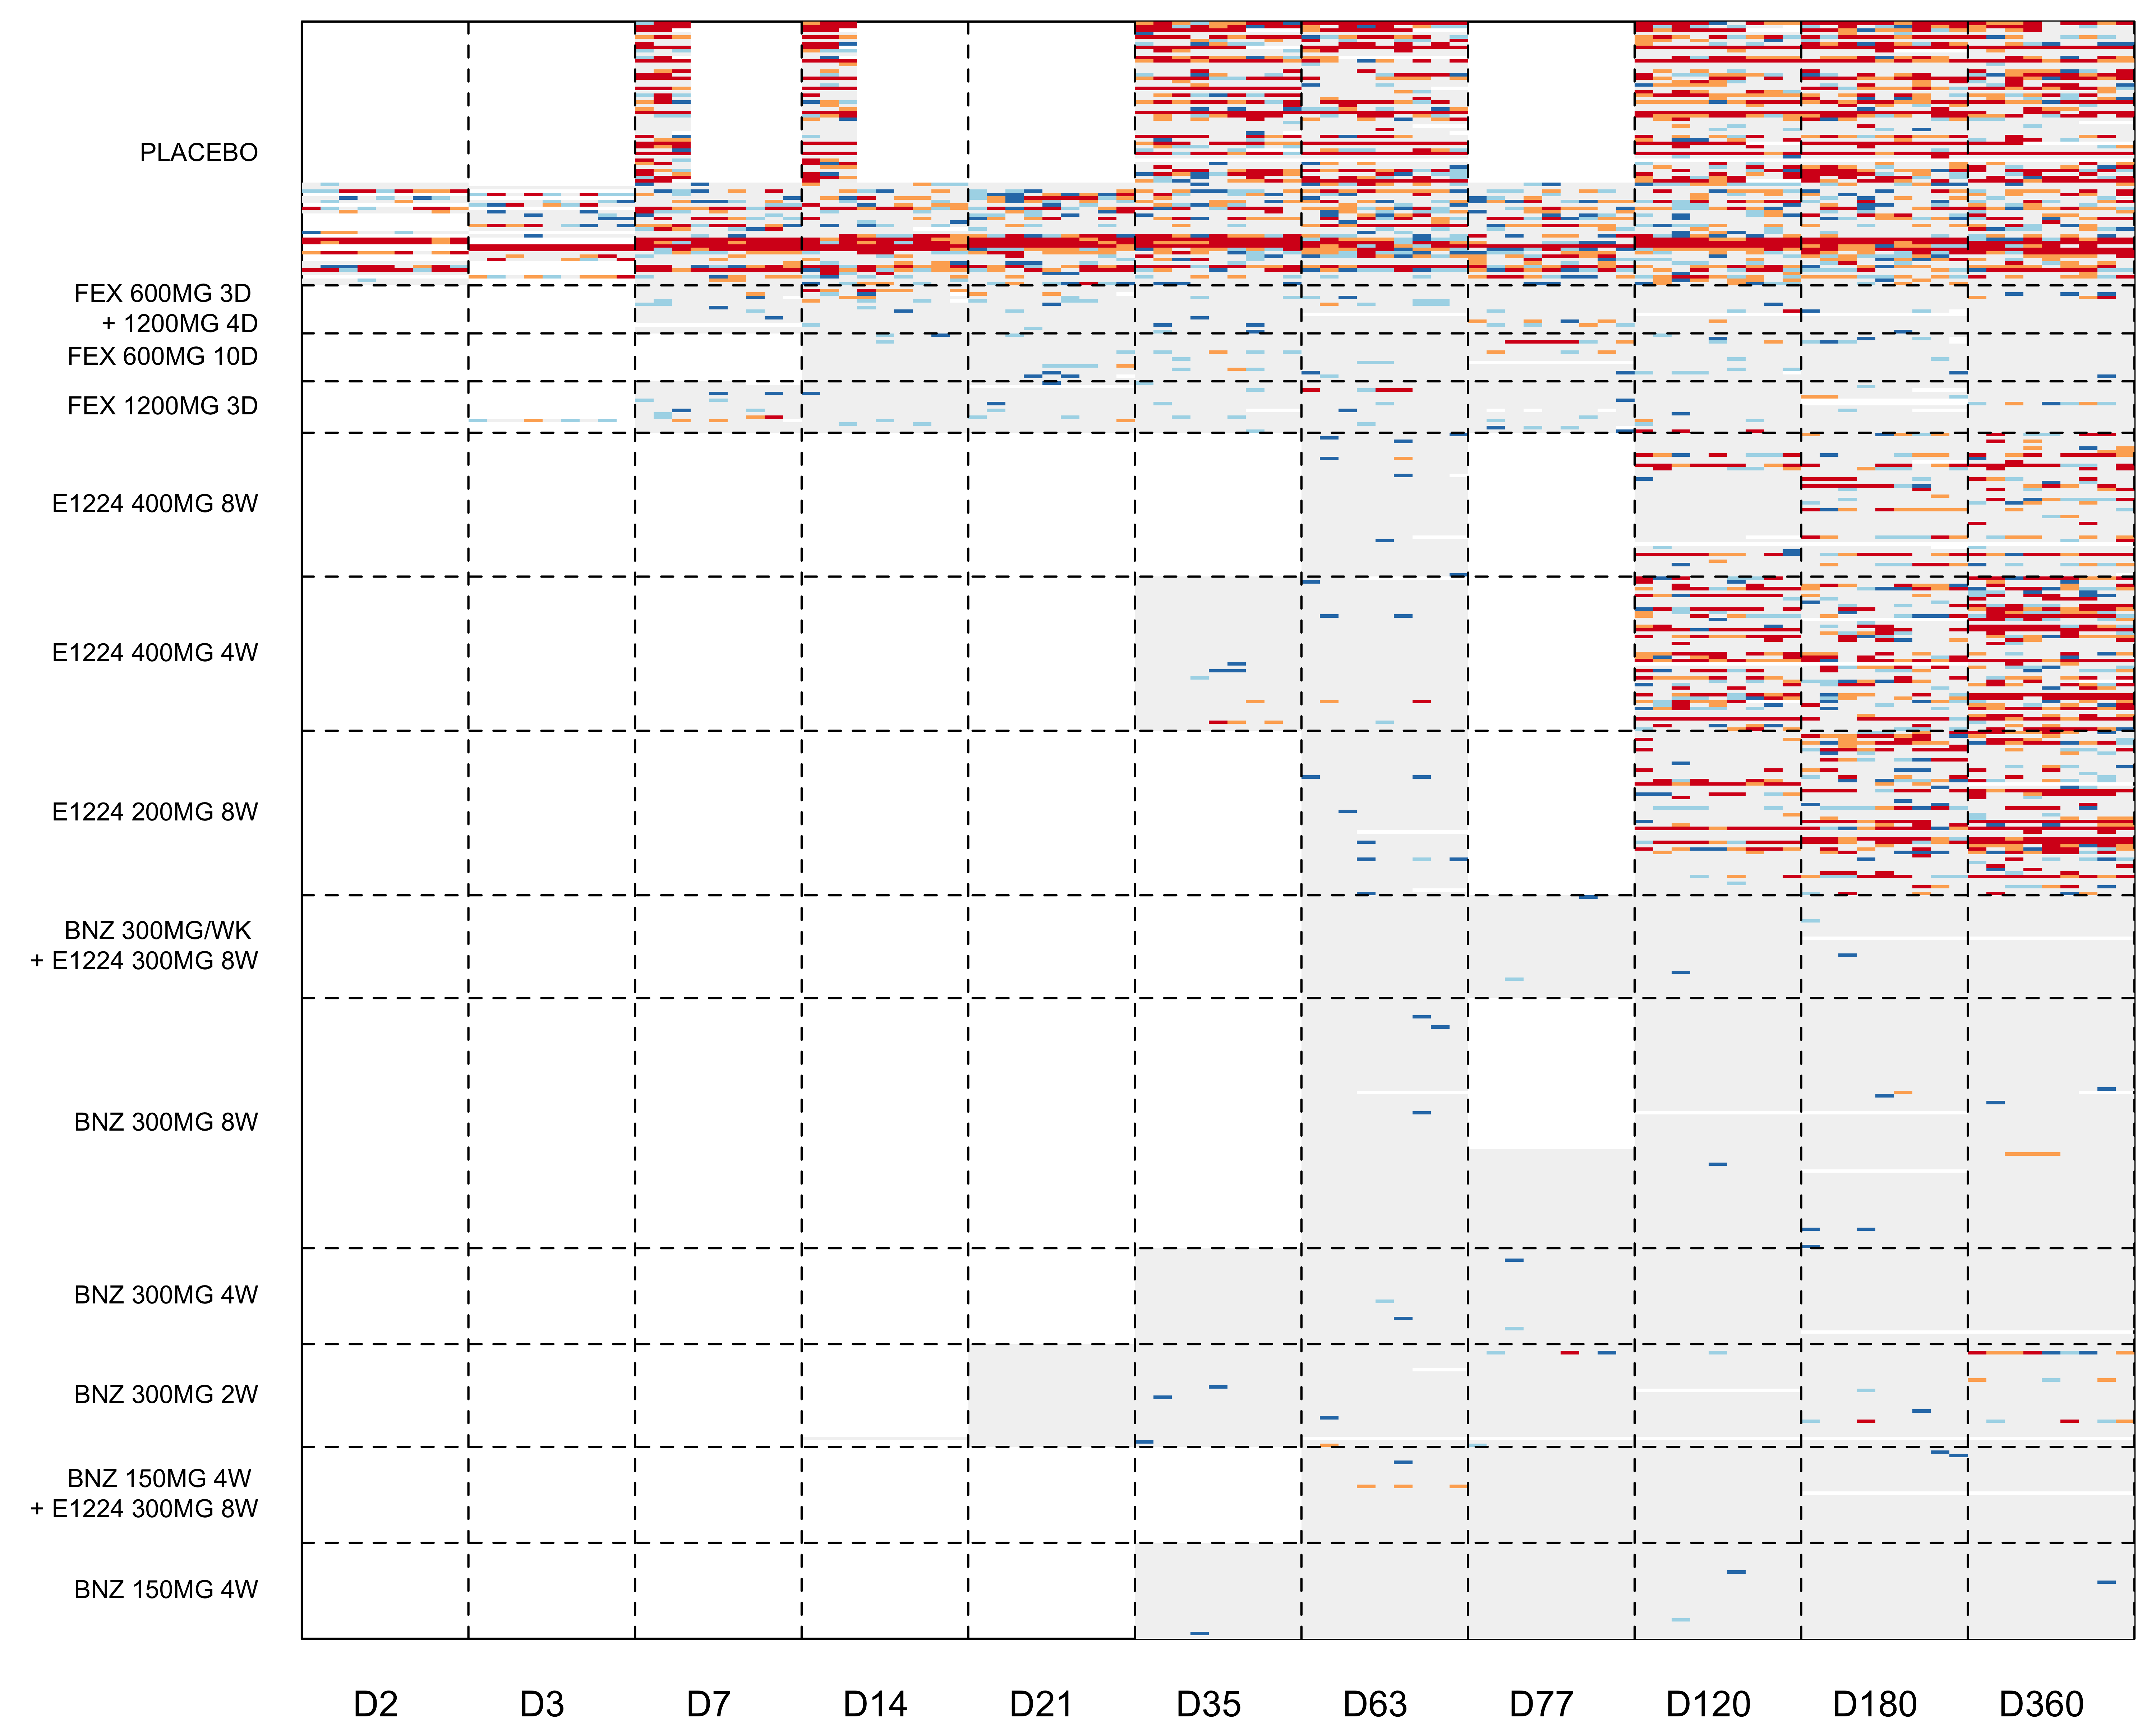 PLACEBO
FEX 600MG 3D
+ 1200MG 4D
FEX 600MG 10D
FEX 1200MG 3D
E1224 400MG 8W
E1224 400MG 4W
E1224 200MG 8W
BNZ 300MG/WK
+ E1224 300MG 8W
BNZ 300MG 8W
BNZ 300MG 4W
BNZ 300MG 2W
BNZ 150MG 4W
+ E1224 300MG 8W
BNZ 150MG 4W
D2 D3 D7 D14 D21 D35 D63 D77 D120 D180 D360